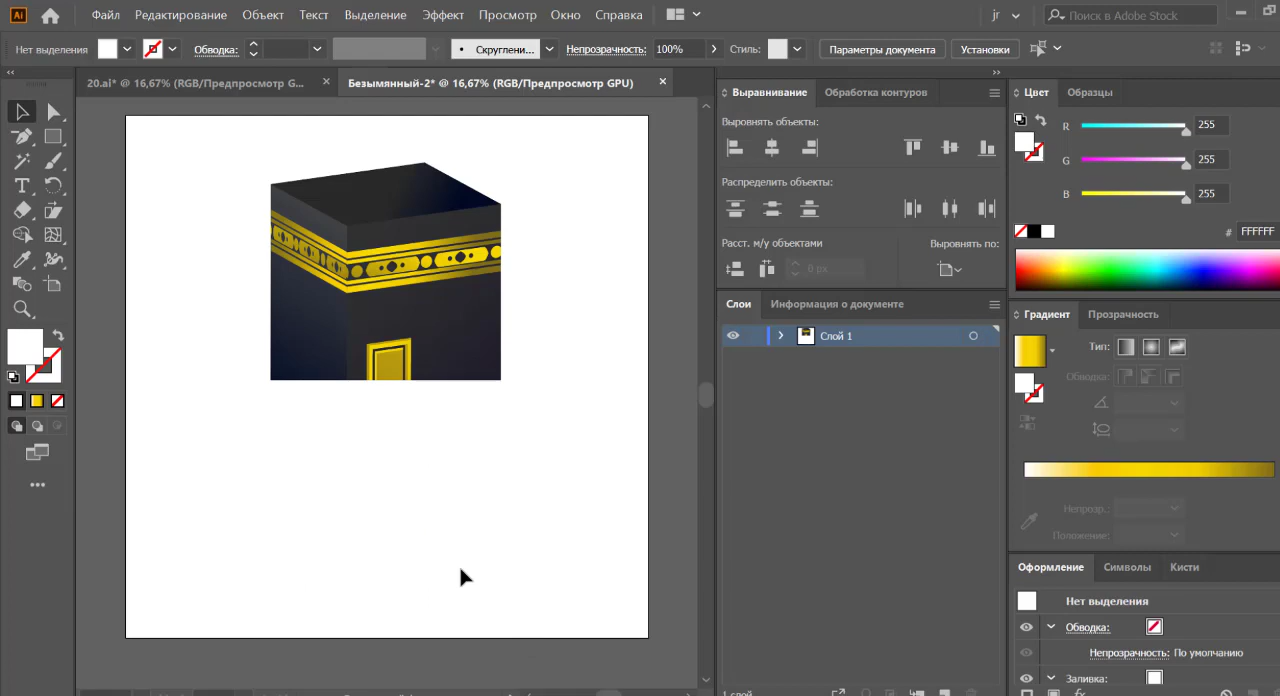 Ai Файл Редактирование Объект Текст Выделение Эффект Просмотр Окно Справка jr Поиск в Adobe Stock
Нет выделения Обводка: Скруглени... Непрозрачность: 100% Стиль: Параметры документа Установки
20.ai* @ 16,67% (RGB/Предпросмотр G... Безымянный-2* @ 16,67% (RGB/Предпросмотр GPU)
Выравнивание Обработка контуров
Выровнять объекты:
Распределить объекты:
Расст. м/у объектами Выровнять по:
0 px
Слои Информация о документе
Слой 1
Цвет Образцы
R 255
G 255
B 255
# FFFFFF
Градиент Прозрачность
Тип:
Обводка:
Непрозр.:
Положение:
Оформление Символы Кисти
Нет выделения
Обводка:
Непрозрачность: По умолчанию
Заливка: